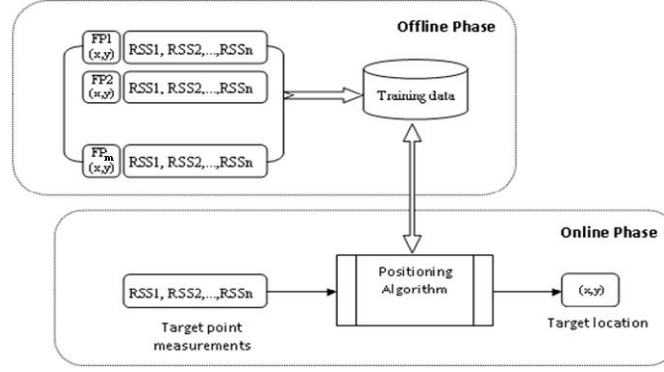 Offline Phase
FP1
(x,y)
RSS1, RSS2,...,RSSn
FP2
(x,y)
RSS1, RSS2,...,RSSn
FPm
(x,y)
RSS1, RSS2,...,RSSn
Training data
Online Phase
RSS1, RSS2,...,RSSn
Target point
measurements
Positioning
Algorithm
(x,y)
Target location